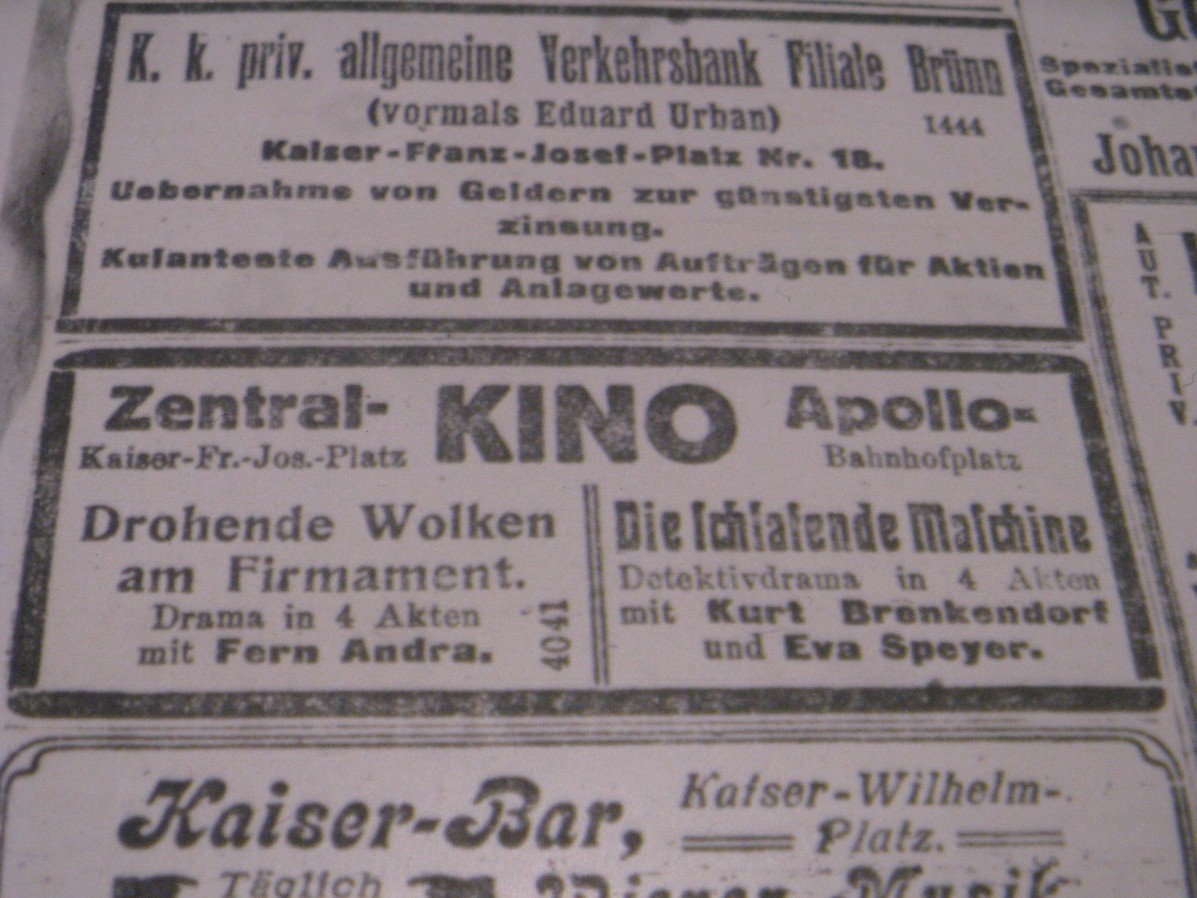 K. k. priv. allgemeine Verkehrsbank Filiale Brünn
(vormals Eduard Urban) 1444
Kaiser-Franz-Josef-Platz Nr. 18.
Uebernahme von Geldern zur günstigsten Ver-
zinsung.
Kulanteste Ausführung von Aufträgen für Aktien
und Anlagewerte.
Zentral- KINO Apollo-
Kaiser-Fr.-Jos.-Platz Bahnhofplatz
Drohende Wolken
am Firmament.
Drama in 4 Akten
mit Fern Andra.
4041
Die ſchlafende Maſchine
Detektivdrama in 4 Akten
mit Kurt Brenkendorf
und Eva Speyer.
Kaiser-Bar,
Kaiser-Wilhelm-
Platz.
Täglich
Wiener Musik
Spezialist
Gesamt
Joha
AUT. PRIV.